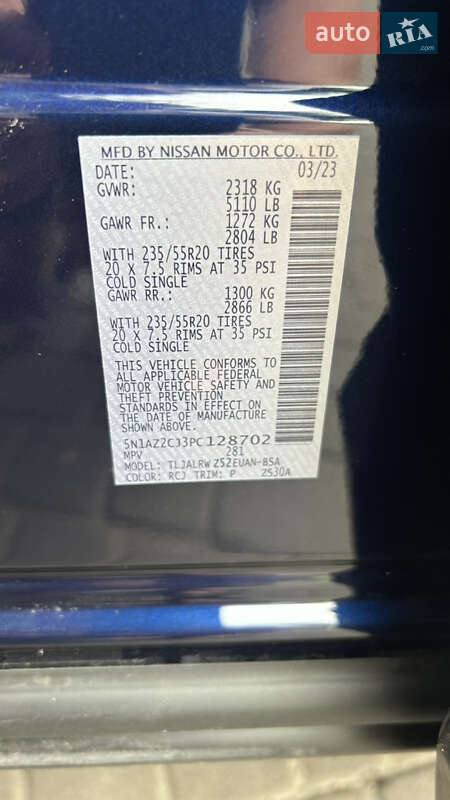 auto RIA .com
MFD BY NISSAN MOTOR CO., LTD.
DATE: 03/23
GVWR: 2318 KG
5110 LB
GAWR FR.: 1272 KG
2804 LB
WITH 235/55R20 TIRES
20 X 7.5 RIMS AT 35 PSI
COLD SINGLE
GAWR RR.: 1300 KG
2866 LB
WITH 235/55R20 TIRES
20 X 7.5 RIMS AT 35 PSI
COLD SINGLE
THIS VEHICLE CONFORMS TO
ALL APPLICABLE FEDERAL
MOTOR VEHICLE SAFETY AND
THEFT PREVENTION
STANDARDS IN EFFECT ON
THE DATE OF MANUFACTURE
SHOWN ABOVE.
5N1AZ2CJ3PC128702
MPV 281
MODEL: TLJALRWZ52EUAN-BSA
COLOR: RCJ TRIM: P Z530A